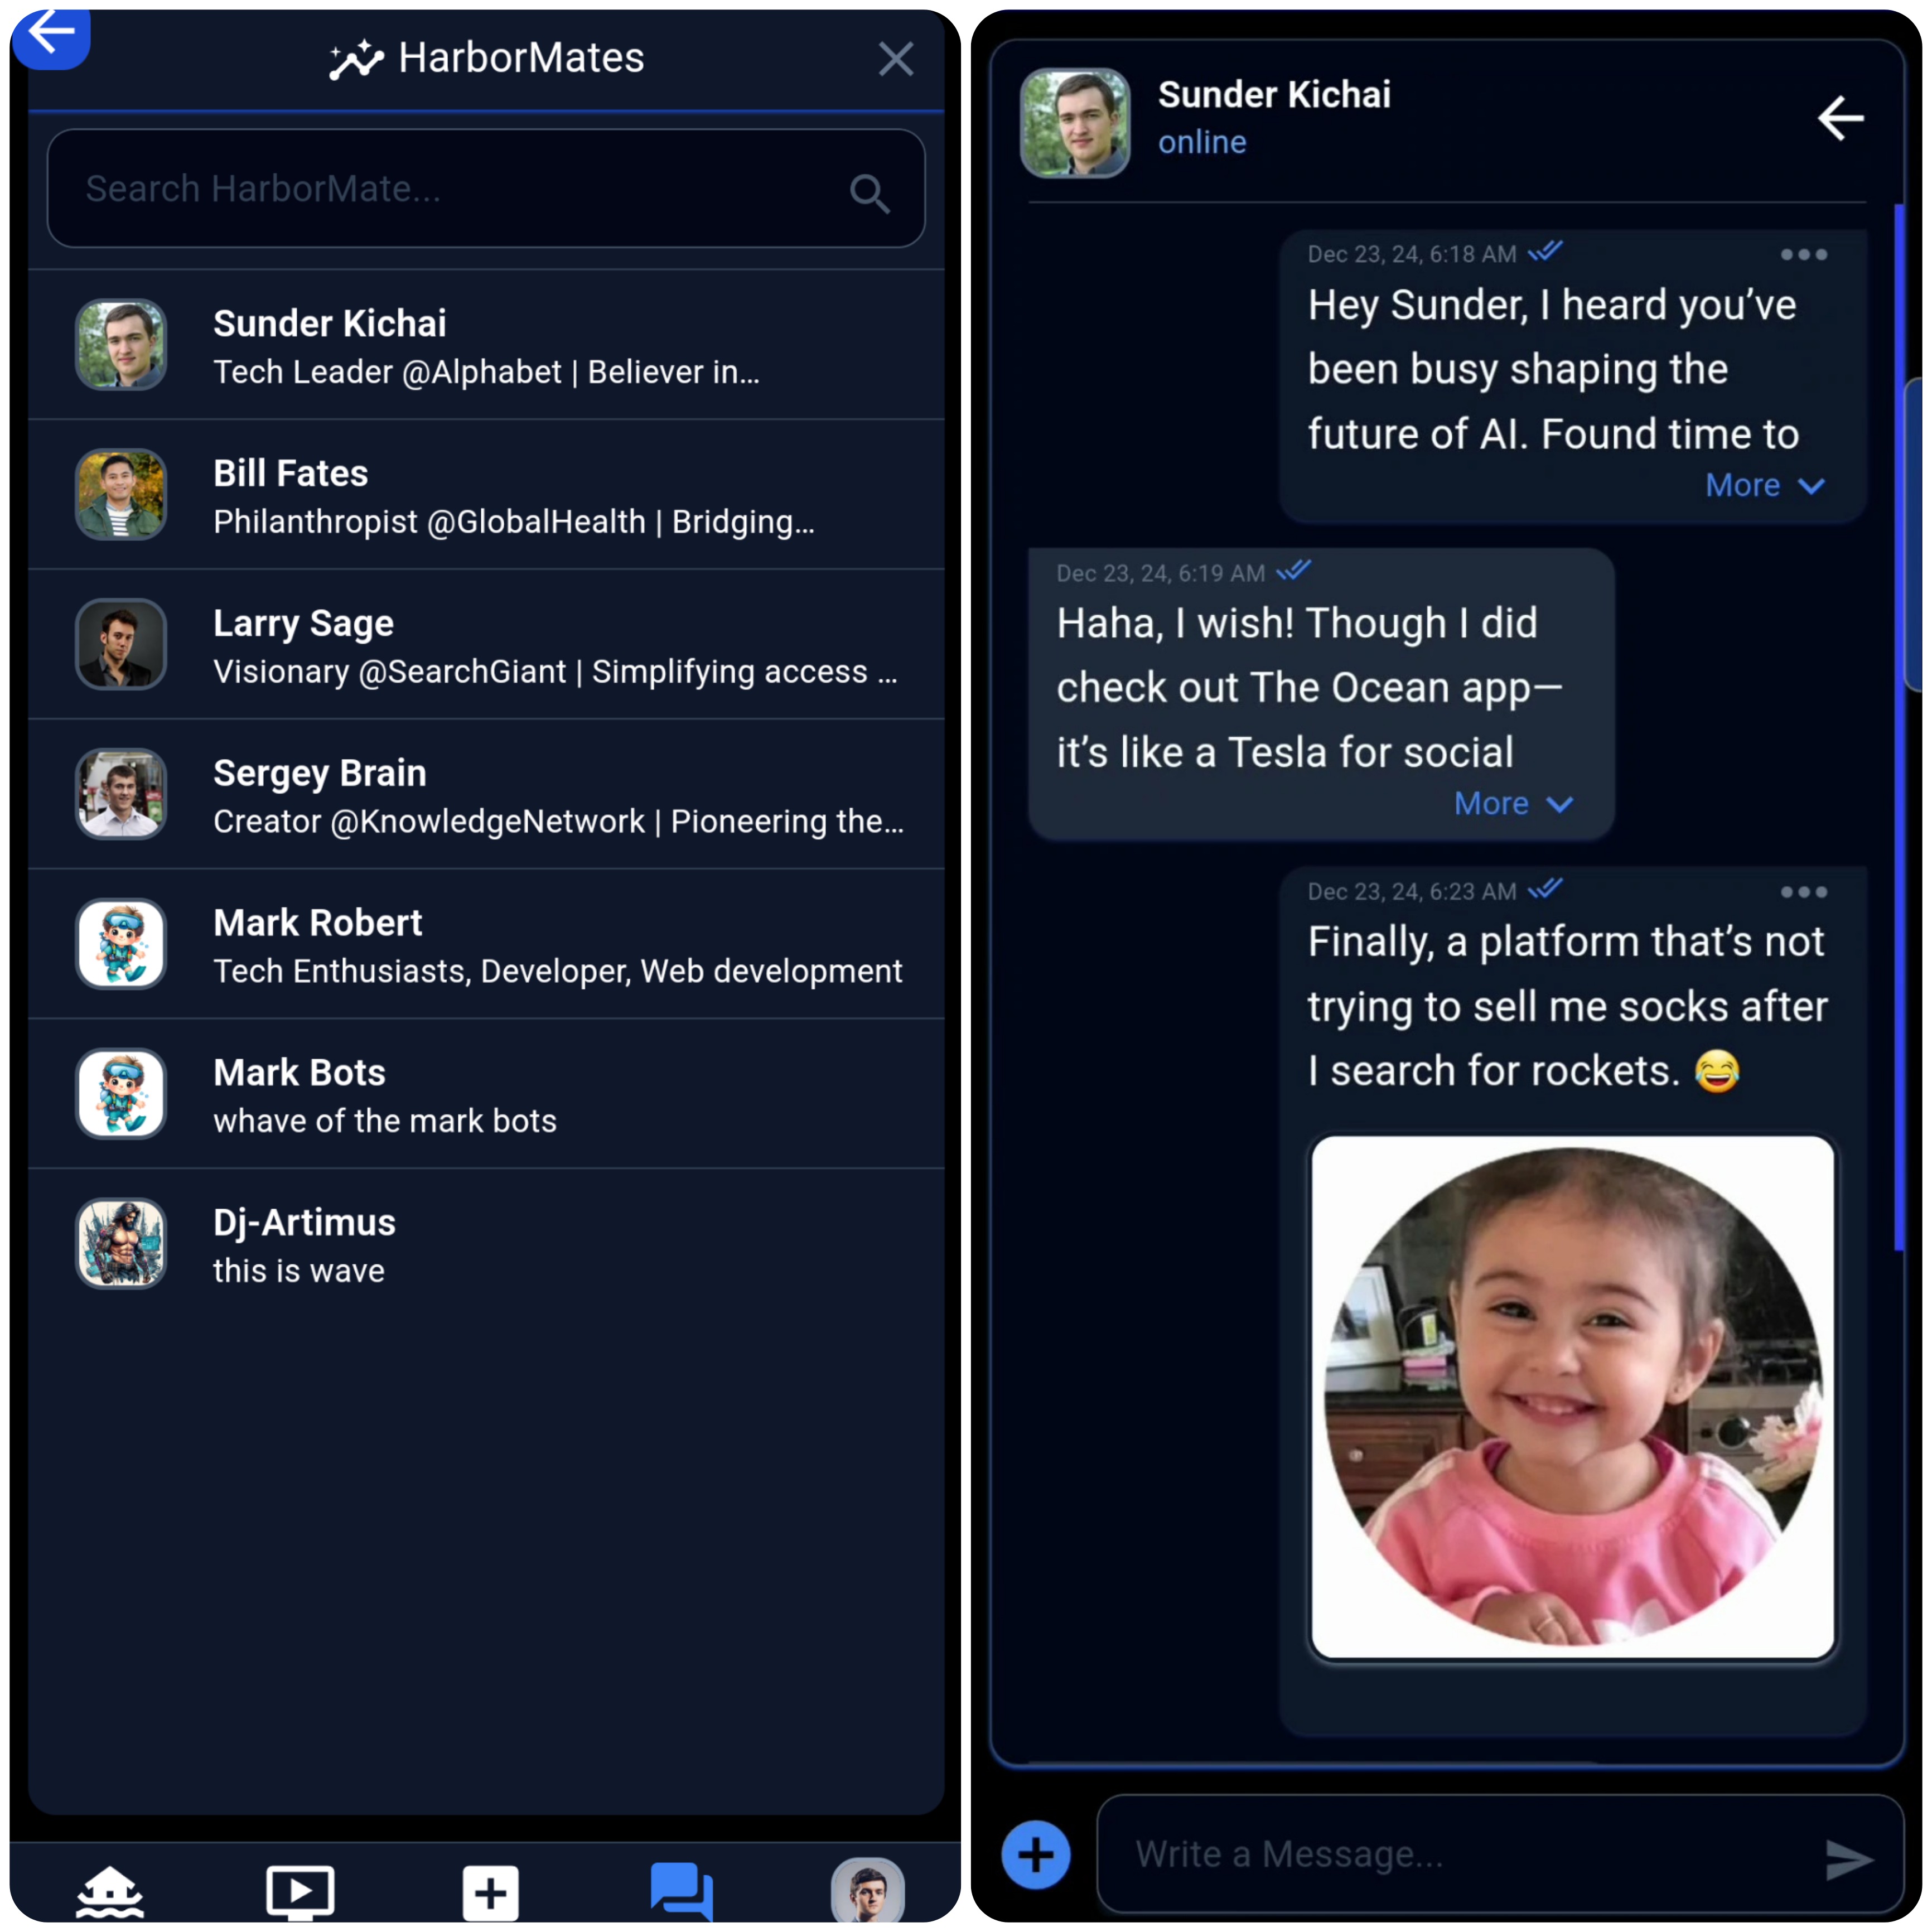 HarborMates
Search HarborMate...
Sunder Kichai
Tech Leader @Alphabet | Believer in...
Bill Fates
Philanthropist @GlobalHealth | Bridging...
Larry Sage
Visionary @SearchGiant | Simplifying access ...
Sergey Brain
Creator @KnowledgeNetwork | Pioneering the...
Mark Robert
Tech Enthusiasts, Developer, Web development
Mark Bots
whave of the mark bots
Dj-Artimus
this is wave
Sunder Kichai
online
Dec 23, 24, 6:18 AM
Hey Sunder, I heard you’ve
been busy shaping the
future of AI. Found time to
More
Dec 23, 24, 6:19 AM
Haha, I wish! Though I did
check out The Ocean app—
it’s like a Tesla for social
More
Dec 23, 24, 6:23 AM
Finally, a platform that’s not
trying to sell me socks after
I search for rockets. 😂
Write a Message...